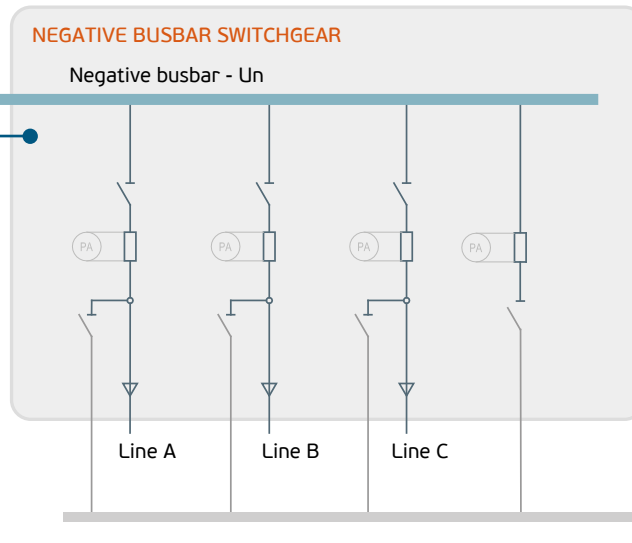 NEGATIVE BUSBAR SWITCHGEAR
Negative busbar - Un
PA PA PA PA
Line A Line B Line C